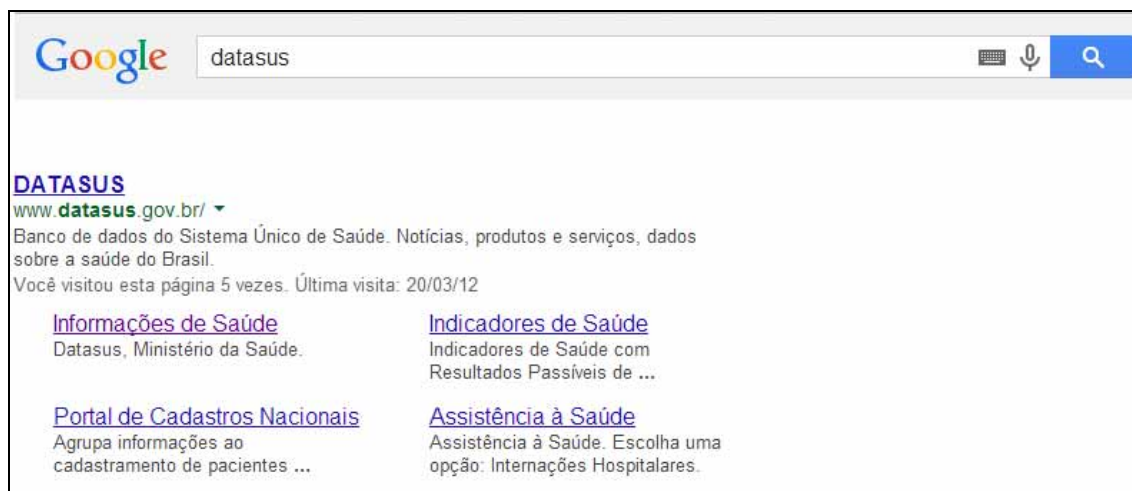 Google
datasus
DATASUS
www.datasus.gov.br/
Banco de dados do Sistema Único de Saúde. Notícias, produtos e serviços, dados
sobre a saúde do Brasil.
Você visitou esta página 5 vezes. Última visita: 20/03/12
Informações de Saúde
Datasus, Ministério da Saúde.
Indicadores de Saúde
Indicadores de Saúde com
Resultados Passíveis de ...
Portal de Cadastros Nacionais
Agrupa informações ao
cadastramento de pacientes ...
Assistência à Saúde
Assistência à Saúde. Escolha uma
opção: Internações Hospitalares.